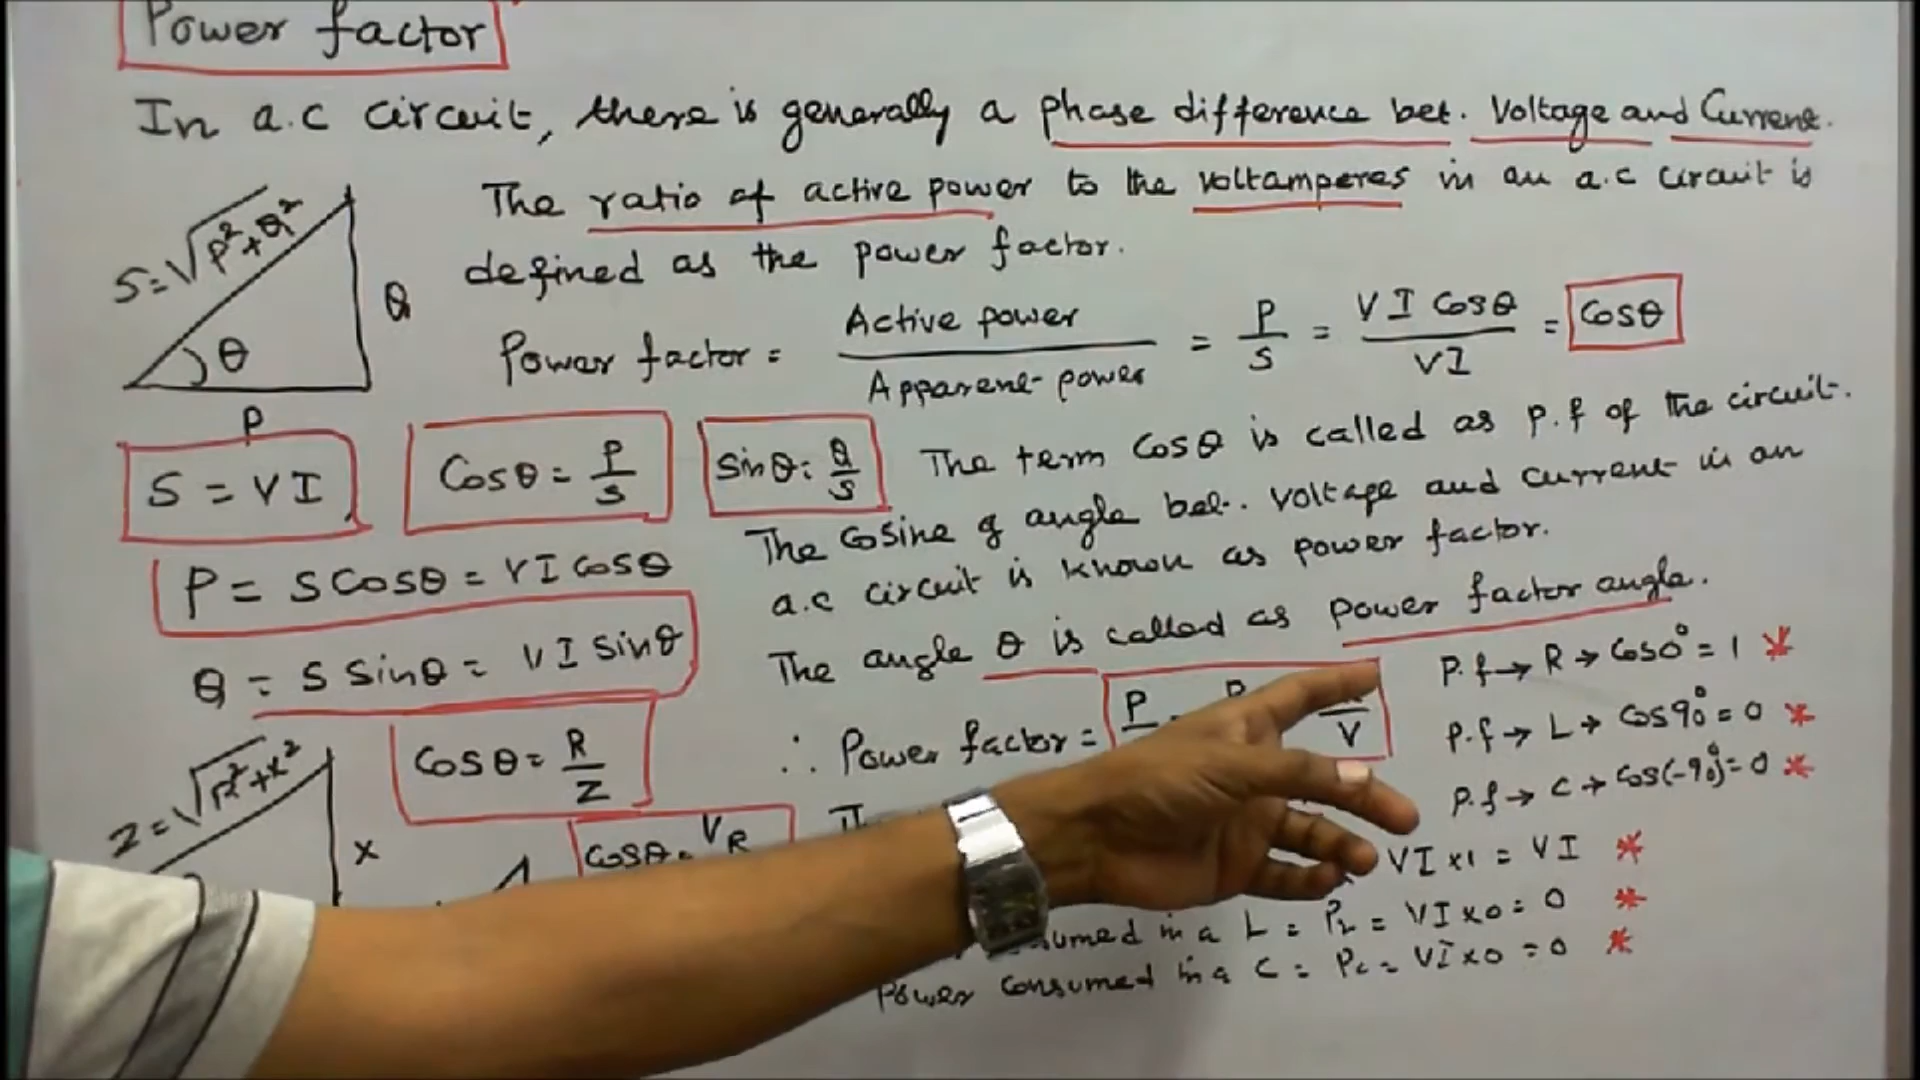 Power factor
In a.c circuit, there is generally a phase difference bet. Voltage and Current.
The ratio of active power to the voltamperes in an a.c circuit is
defined as the power factor.
S=√P²+Q²
Q
θ
P
Power factor = Active power / Apparent power = P/S = VI Cosθ / VI = Cosθ
S = VI
Cosθ = P/S
Sinθ = Q/S
The term Cosθ is called as p.f of the circuit.
The Cosine of angle bet. Voltage and Current in an
a.c circuit is known as power factor.
The angle θ is called as power factor angle.
P = S Cosθ = VI Cosθ
Q = S Sinθ = VI Sinθ
Cosθ = R/Z
∴ Power factor = P
V
P.f → R → Cos0° = 1 *
P.f → L → Cos90° = 0 *
P.f → C → Cos(-90°) = 0 *
Z=√R²+X²
X
Cosθ = VR
VI×1 = VI *
in a L = PL = VI×0 = 0 *
Power Consumed in a C = PC = VI×0 = 0 *